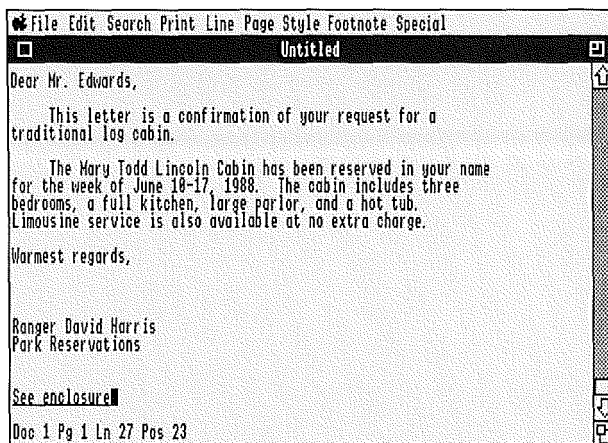 File Edit Search Print Line Page Style Footnote Special
Untitled
Dear Mr. Edwards,
This letter is a confirmation of your request for a
traditional log cabin.
The Mary Todd Lincoln Cabin has been reserved in your name
for the week of June 10-17, 1988. The cabin includes three
bedrooms, a full kitchen, large parlor, and a hot tub.
Limousine service is also available at no extra charge.
Warmest regards,
Ranger David Harris
Park Reservations
See enclosure
Doc 1 Pg 1 Ln 27 Pos 23